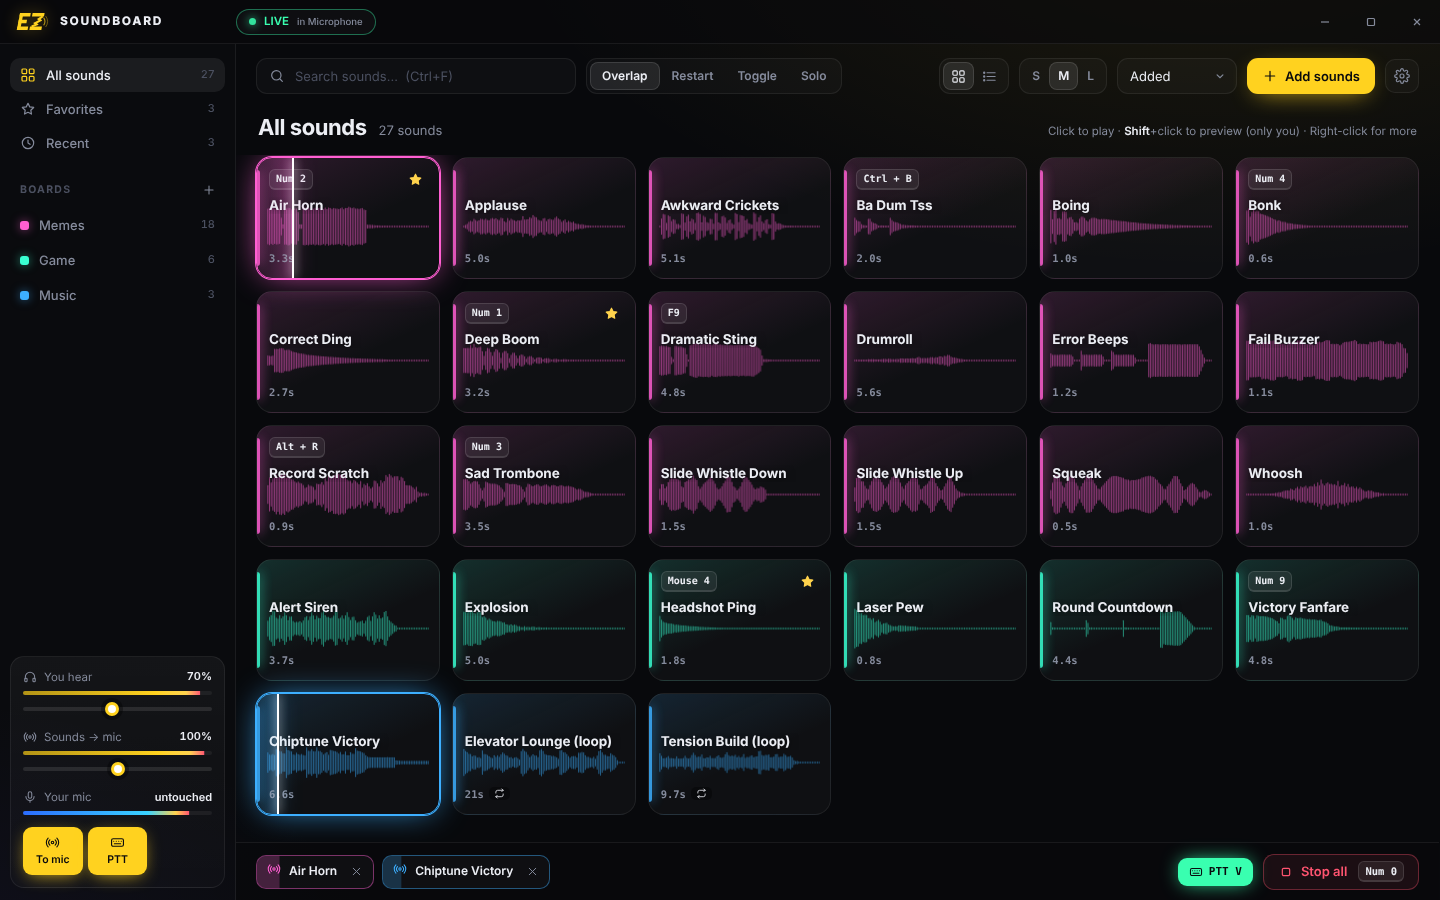 EZ SOUNDBOARD
LIVE in Microphone
All sounds 27
Favorites 3
Recent 3
BOARDS
Memes 18
Game 6
Music 3
You hear 70%
Sounds → mic 100%
Your mic untouched
To mic
PTT
Search sounds... (Ctrl+F)
Overlap Restart Toggle Solo
S M L
Added
Add sounds
All sounds 27 sounds
Click to play · Shift+click to preview (only you) · Right-click for more
Num 2
Air Horn
3.3s
Applause
5.0s
Awkward Crickets
5.1s
Ctrl + B
Ba Dum Tss
2.0s
Boing
1.0s
Num 4
Bonk
0.6s
Correct Ding
2.7s
Num 1
Deep Boom
3.2s
F9
Dramatic Sting
4.8s
Drumroll
5.6s
Error Beeps
1.2s
Fail Buzzer
1.1s
Alt + R
Record Scratch
0.9s
Num 3
Sad Trombone
3.5s
Slide Whistle Down
1.5s
Slide Whistle Up
1.5s
Squeak
0.5s
Whoosh
1.0s
Alert Siren
3.7s
Explosion
5.0s
Mouse 4
Headshot Ping
1.8s
Laser Pew
0.8s
Round Countdown
4.4s
Num 9
Victory Fanfare
4.8s
Chiptune Victory
6.6s
Elevator Lounge (loop)
21s
Tension Build (loop)
9.7s
Air Horn
Chiptune Victory
PTT V
Stop all Num 0